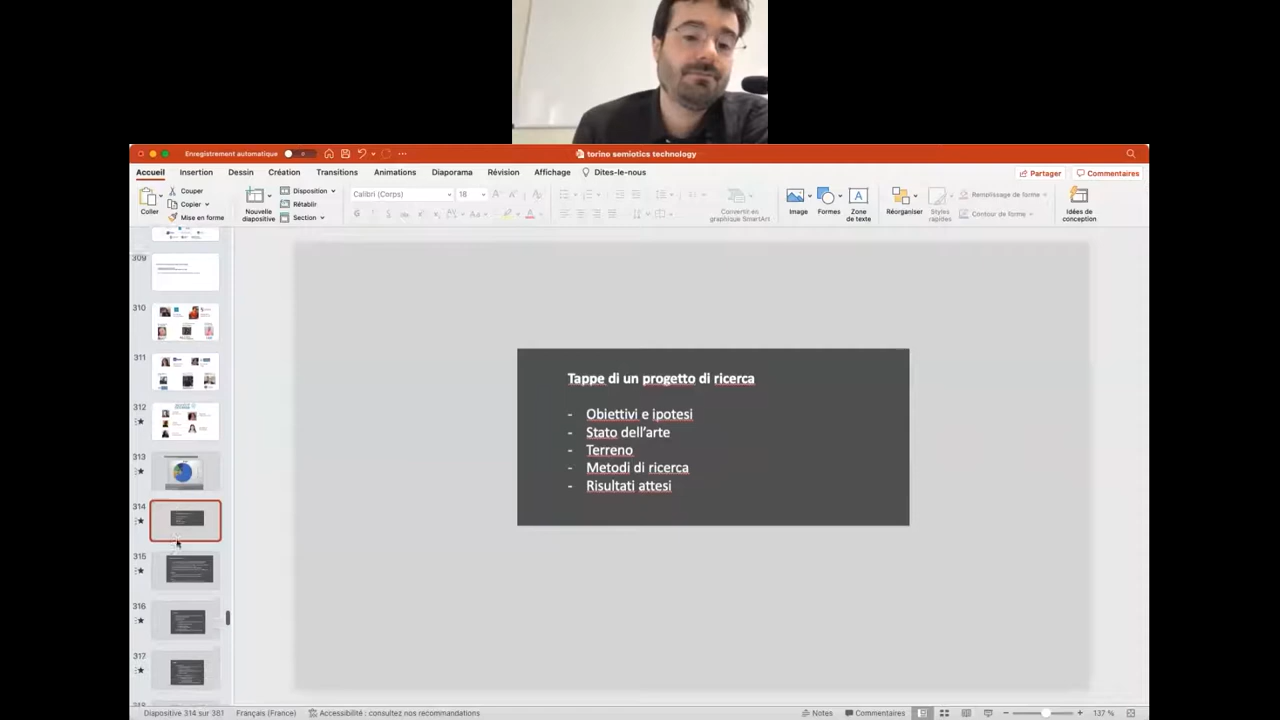 Enregistrement automatique
torino semiotics technology
Accueil Insertion Dessin Création Transitions Animations Diaporama Révision Affichage Dites-le-nous
Partager Commentaires
Coller
Couper
Copier
Mise en forme
Nouvelle
diapositive
Disposition
Rétablir
Section
Calibri (Corps) 18
Convertir en
graphique SmartArt
Image
Formes
Zone
de texte
Réorganiser
Styles
rapides
Remplissage de forme
Contour de forme
Idées de
conception
309
310
311
312
313
314
315
316
317
Tappe di un progetto di ricerca
- Obiettivi e ipotesi
- Stato dell'arte
- Terreno
- Metodi di ricerca
- Risultati attesi
Diapositive 314 sur 381 Français (France) Accessibilité : consultez nos recommandations Notes Commentaires 137 %